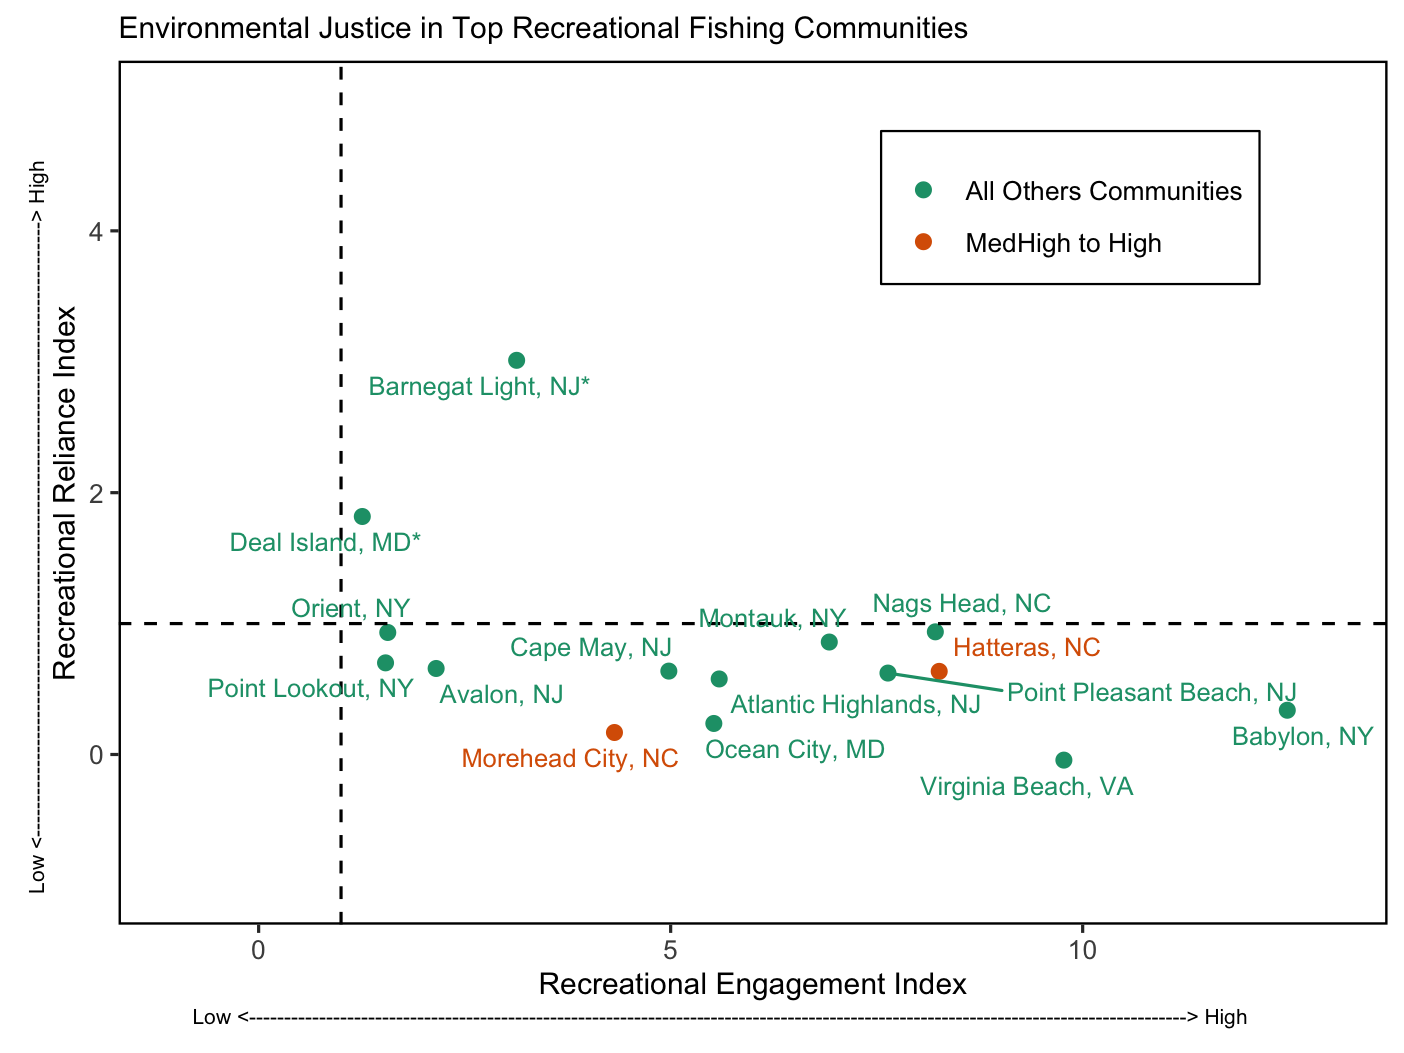 Environmental Justice in Top Recreational Fishing Communities
All Others Communities
MedHigh to High
Low <--------------------------------------------------------------------------------> High
Recreational Reliance Index
4
2
0
Barnegat Light, NJ*
Deal Island, MD*
Orient, NY
Nags Head, NC
Montauk, NY
Cape May, NJ
Hatteras, NC
Point Lookout, NY
Avalon, NJ
Point Pleasant Beach, NJ
Atlantic Highlands, NJ
Babylon, NY
Ocean City, MD
Morehead City, NC
Virginia Beach, VA
0
5
10
Recreational Engagement Index
Low <--------------------------------------------------------------------------------------------------------------------------------------> High